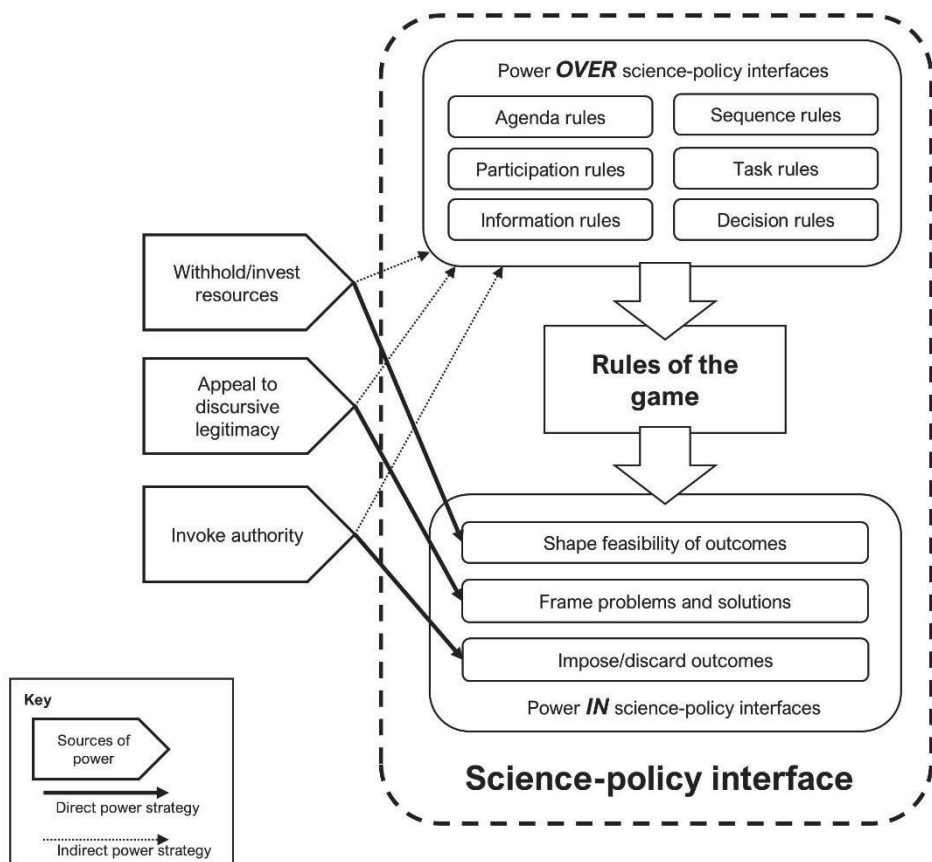 Power OVER science-policy interfaces
Agenda rules
Sequence rules
Participation rules
Task rules
Information rules
Decision rules
Withhold/invest
resources
Appeal to
discursive
legitimacy
Invoke authority
Rules of the
game
Shape feasibility of outcomes
Frame problems and solutions
Impose/discard outcomes
Power IN science-policy interfaces
Science-policy interface
Key
Sources of
power
Direct power strategy
Indirect power strategy